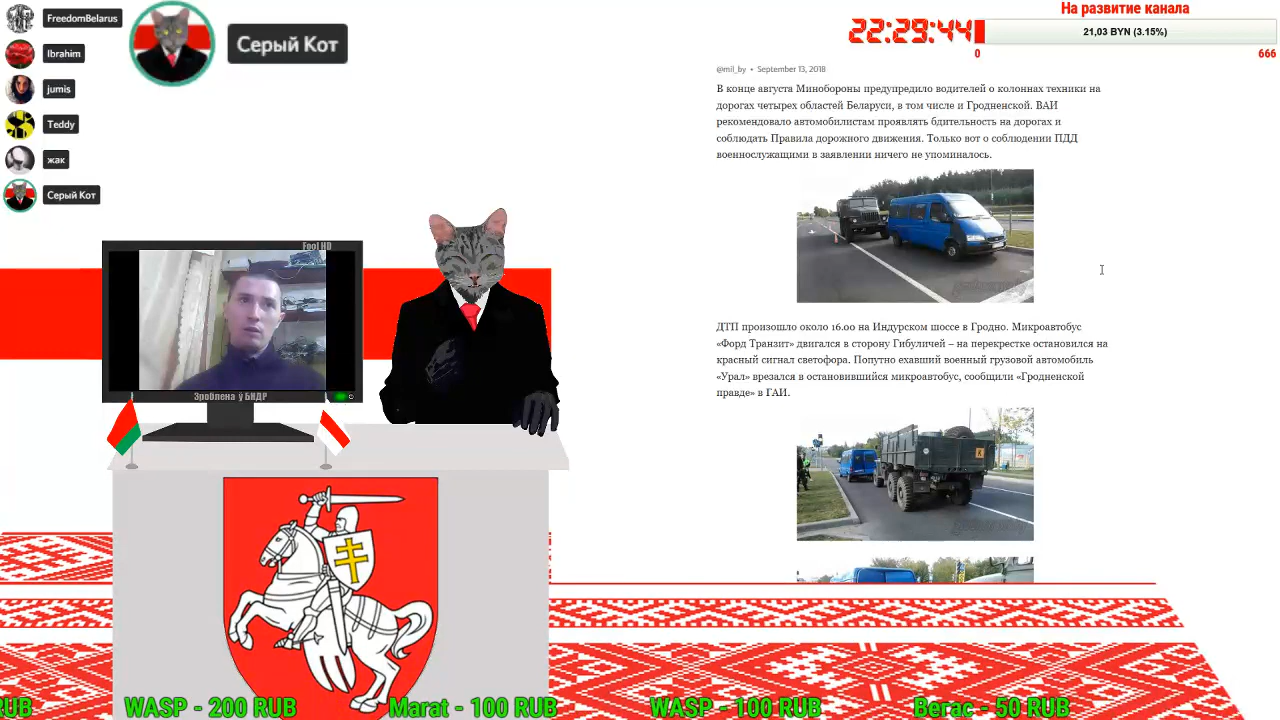 FreedomBelarus
Ibrahim
jumis
Teddy
жак
Серый Кот
Серый Кот
22:29:44
На развитие канала
21,03 BYN (3.15%)
0
666
@mil_by • September 13, 2018
В конце августа Минобороны предупредило водителей о колоннах техники на
дорогах четырех областей Беларуси, в том числе и Гродненской. ВАИ
рекомендовало автомобилистам проявлять бдительность на дорогах и
соблюдать Правила дорожного движения. Только вот о соблюдении ПДД
военнослужащими в заявлении ничего не упоминалось.
ДТП произошло около 16.00 на Индурском шоссе в Гродно. Микроавтобус
«Форд Транзит» двигался в сторону Гибуличей – на перекрестке остановился на
красный сигнал светофора. Попутно ехавший военный грузовой автомобиль
«Урал» врезался в остановившийся микроавтобус, сообщили «Гродненской
правде» в ГАИ.
Fool HD
Зроблена ў БНДР
RUB
WASP - 200 RUB
Marat - 100 RUB
WASP - 100 RUB
Вегас - 50 RUB